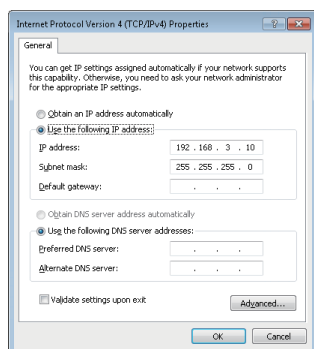 Internet Protocol Version 4 (TCP/IPv4) Properties
General
You can get IP settings assigned automatically if your network supports
this capability. Otherwise, you need to ask your network administrator
for the appropriate IP settings.
Obtain an IP address automatically
Use the following IP address:
IP address: 192 . 168 . 3 . 10
Subnet mask: 255 . 255 . 255 . 0
Default gateway: . . .
Obtain DNS server address automatically
Use the following DNS server addresses:
Preferred DNS server: . . .
Alternate DNS server: . . .
Validate settings upon exit
Advanced...
OK Cancel